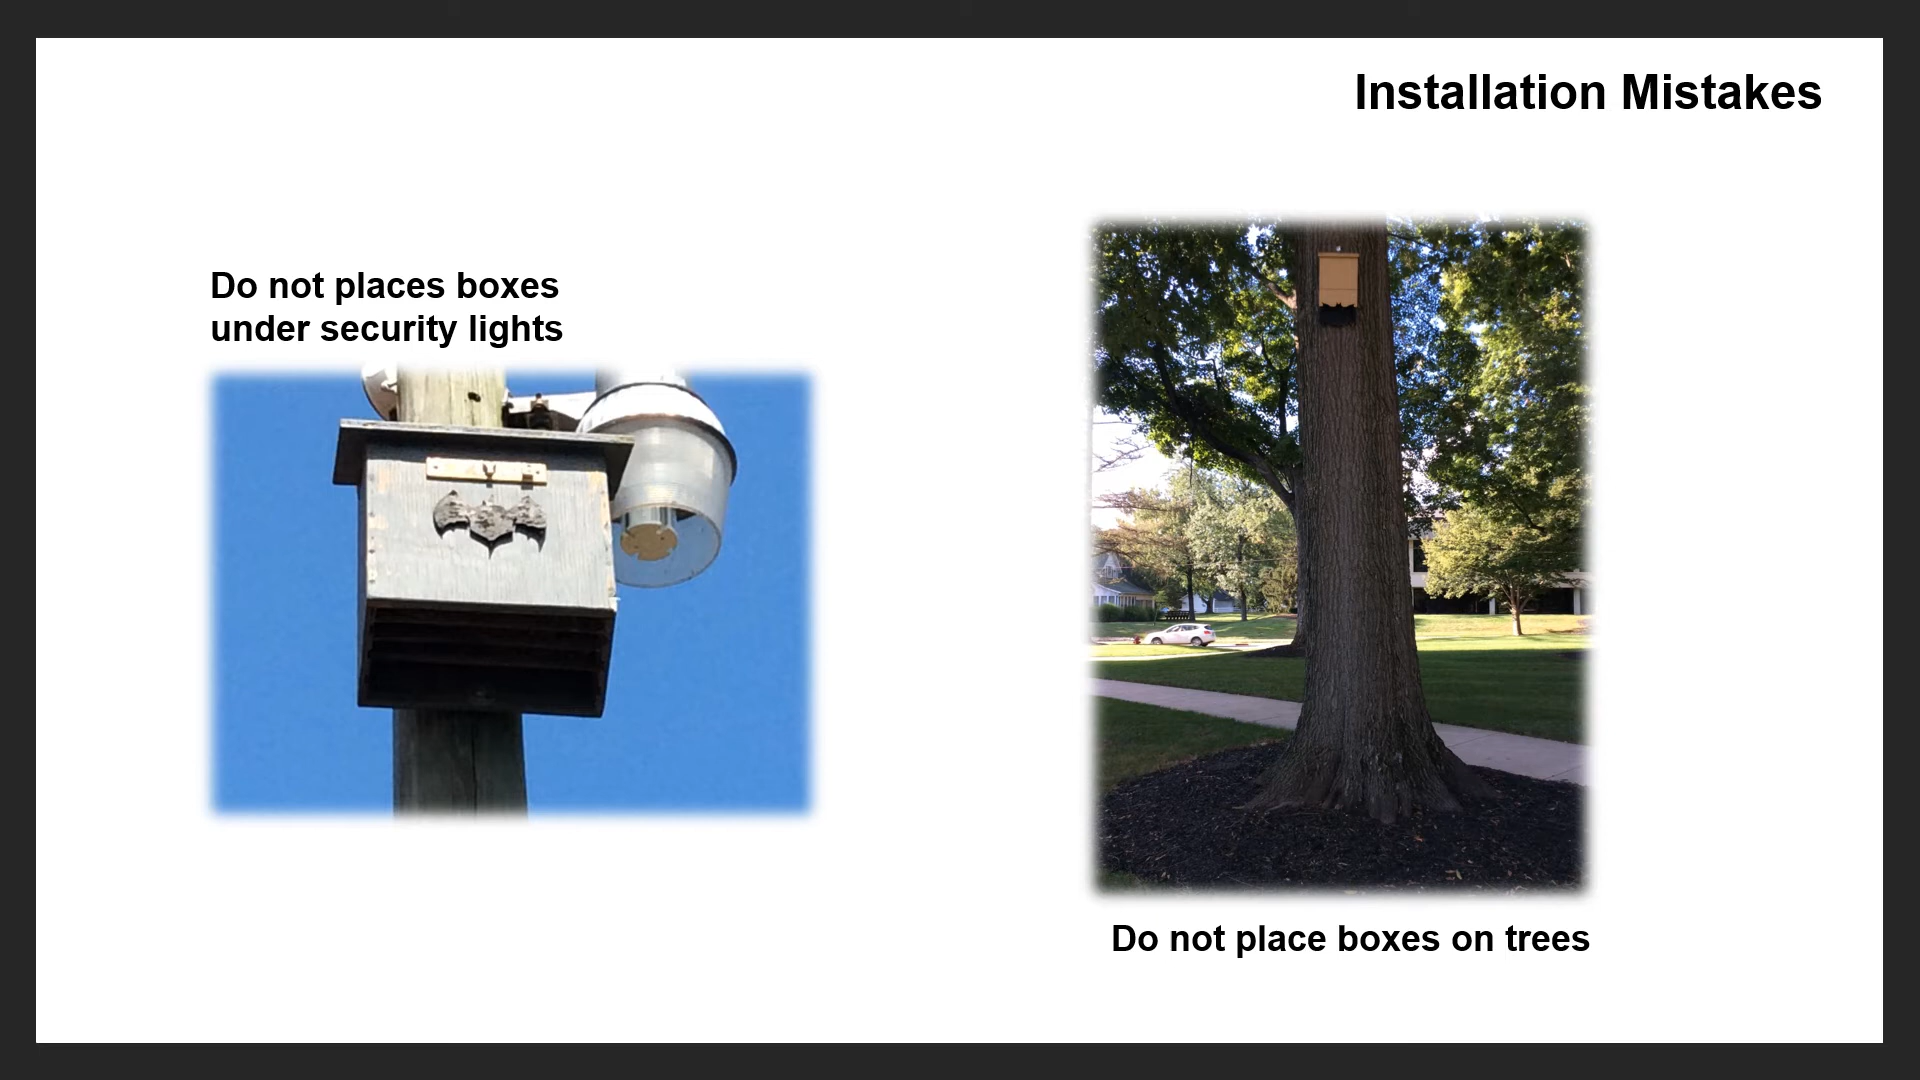 Installation Mistakes
Do not places boxes
under security lights
Do not place boxes on trees